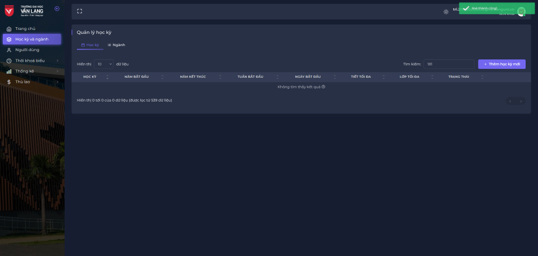 TRƯỜNG ĐẠI HỌC
VĂN LANG
Trang chủ
Học kỳ và ngành
Người dùng
Thời khóa biểu
Thống kê
Thù lao
Quản lý học kỳ
Học kỳ
Ngành
Hiển thị
dữ liệu
Tìm kiếm:
Thêm học kỳ mới
HỌC KỲ
NĂM BẮT ĐẦU
NĂM KẾT THÚC
TUẦN BẮT ĐẦU
NGÀY BẮT ĐẦU
TIẾT TỐI ĐA
LỚP TỐI ĐA
TRẠNG THÁI
Không tìm thấy kết quả
Hiển thị 0 tới 0 của 0 dữ liệu (được lọc từ 559 dữ liệu)